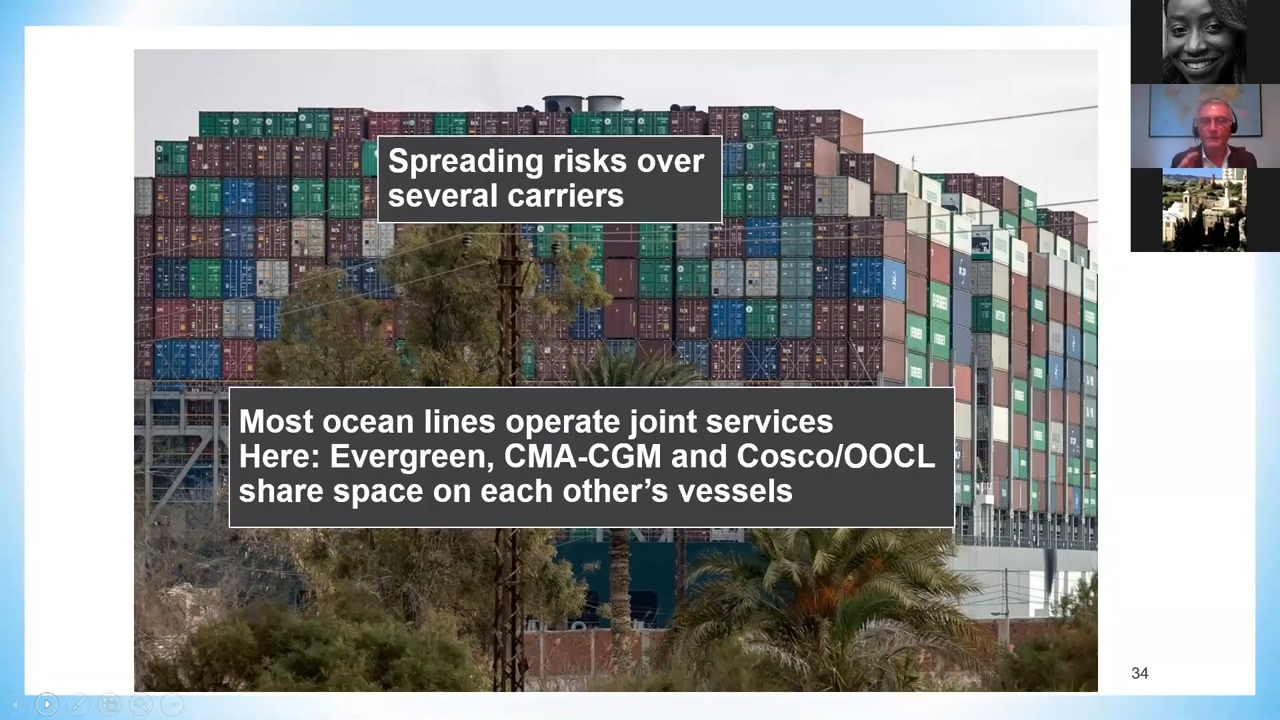 Spreading risks over
several carriers
Most ocean lines operate joint services
Here: Evergreen, CMA-CGM and Cosco/OOCL
share space on each other’s vessels
34